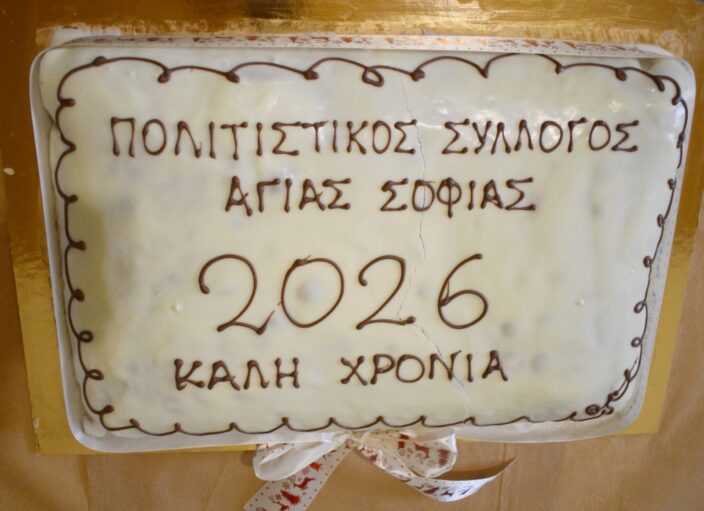 ΠΟΛΙΤΙΣΤΙΚΟΣ ΣΥΛΛΟΓΟΣ
ΑΓΙΑΣ ΣΟΦΙΑΣ
2026
ΚΑΛΗ ΧΡΟΝΙΑ